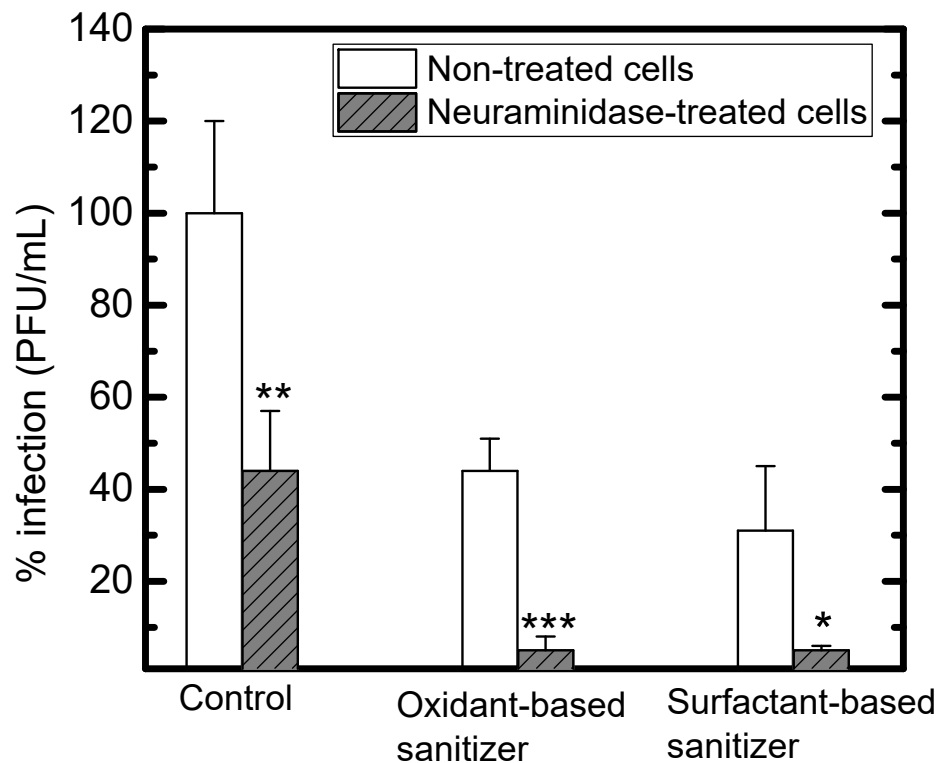 % infection (PFU/mL)
140
120
100
80
60
40
20
Non-treated cells
Neuraminidase-treated cells
**
***
*
Control
Oxidant-based
sanitizer
Surfactant-based
sanitizer